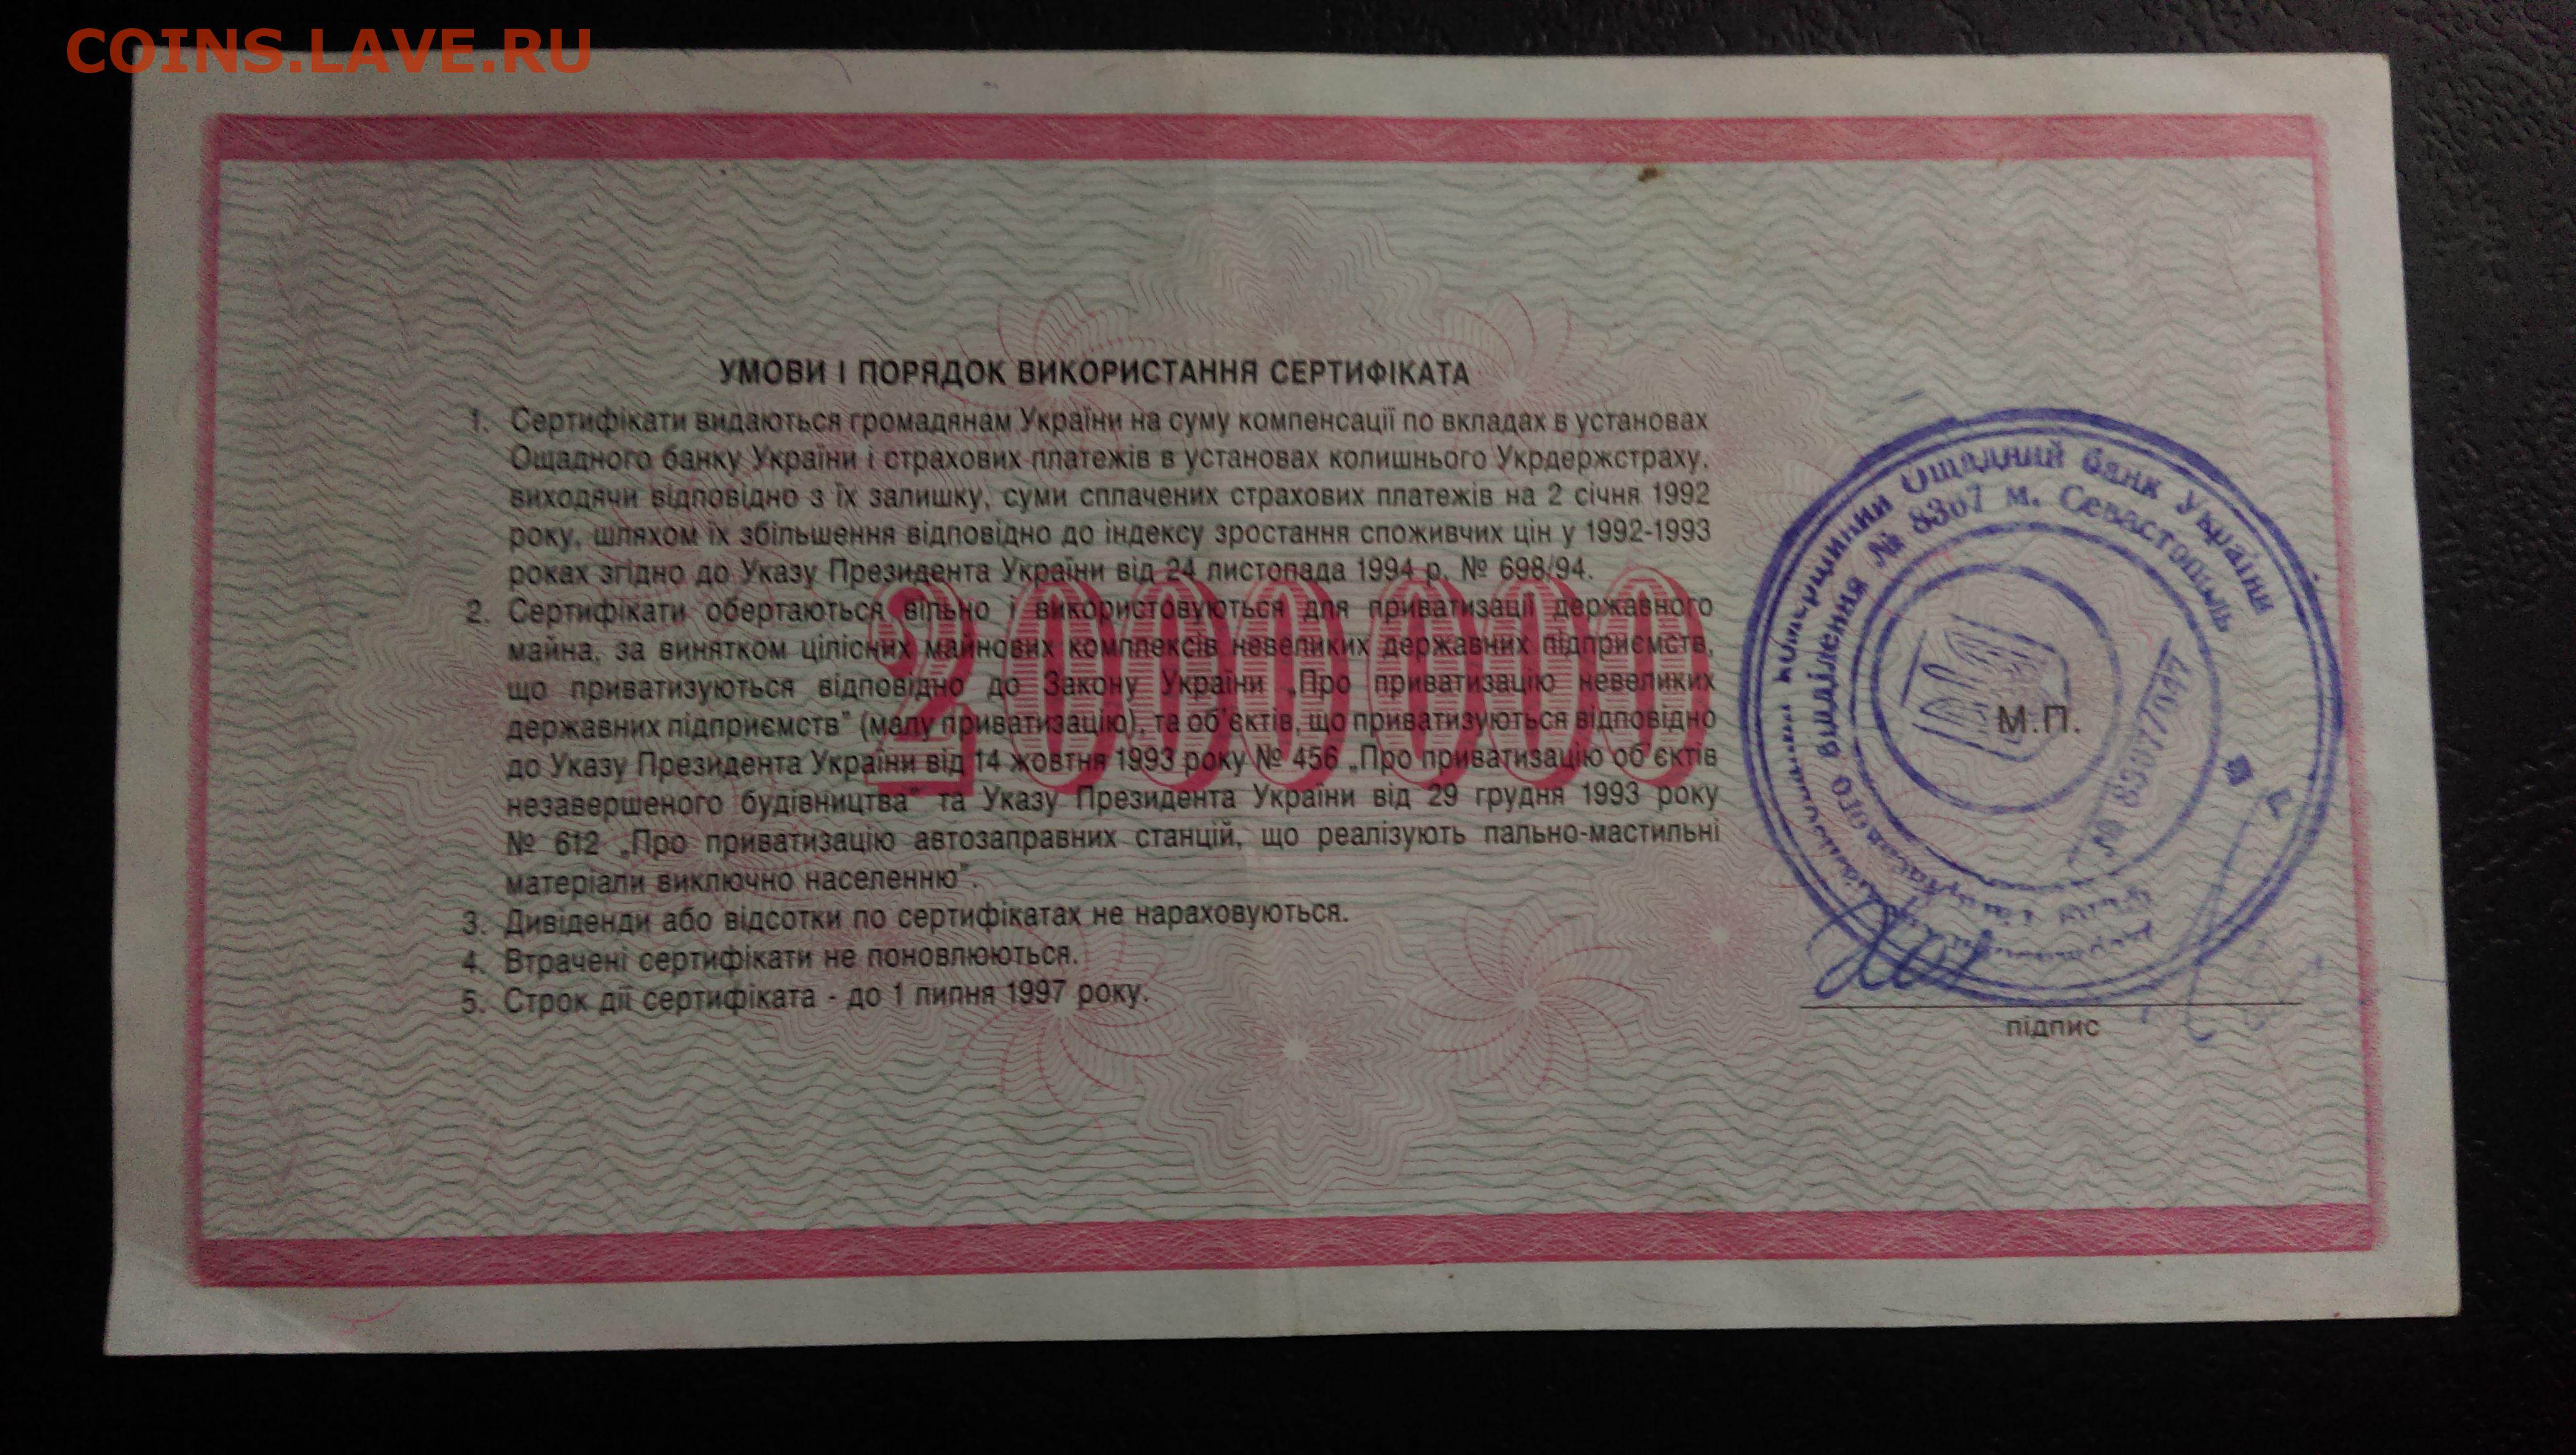 COINS.LAVE.RU
УМОВИ І ПОРЯДОК ВИКОРИСТАННЯ СЕРТИФІКАТА
1. Сертифікати видаються громадянам України на суму компенсації по вкладах в установах
Ощадного банку України і страхових платежів в установах колишнього Укрдержстраху,
виходячи відповідно з їх залишку, суми сплачених страхових платежів на 2 січня 1992
року, шляхом їх збільшення відповідно до індексу зростання споживчих цін у 1992-1993
роках згідно до Указу Президента України від 24 листопада 1994 р. № 698/94.
2. Сертифікати обертаються вільно і використовуються для приватизації державного
майна, за винятком цілісних майнових комплексів невеликих державних підприємств,
що приватизуються відповідно до Закону України „Про приватизацію невеликих
державних підприємств" (малу приватизацію), та об'єктів, що приватизуються відповідно
до Указу Президента України від 14 жовтня 1993 року № 456 „Про приватизацію об'єктів
незавершеного будівництва" та Указу Президента України від 29 грудня 1993 року
№ 612 „Про приватизацію автозаправних станцій, що реалізують пально-мастильні
матеріали виключно населенню".
3. Дивіденди або відсотки по сертифікатах не нараховуються.
4. Втрачені сертифікати не поновлюються.
5. Строк дії сертифіката - до 1 липня 1997 року.
2000000
Ощадний банк України
відділення № 8367 м. Севастополь
М.П.
підпис